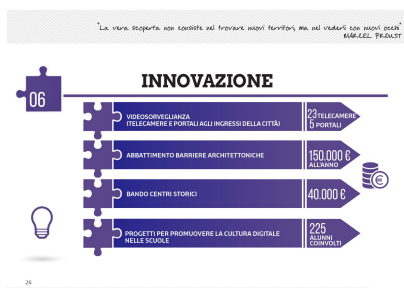 "La vera scoperta non consiste nel trovare nuovi territori, ma nel vederli con nuovi occhi"
MARCEL PROUST
INNOVAZIONE
06
VIDEOSORVEGLIANZA
(TELECAMERE E PORTALI AGLI INGRESSI DELLA CITTÀ)
23 TELECAMERE
5 PORTALI
ABBATTIMENTO BARRIERE ARCHITETTONICHE
150.000 €
ALL'ANNO
BANDO CENTRI STORICI
40.000 €
€
PROGETTI PER PROMUOVERE LA CULTURA DIGITALE
NELLE SCUOLE
225
ALUNNI
COINVOLTI
26